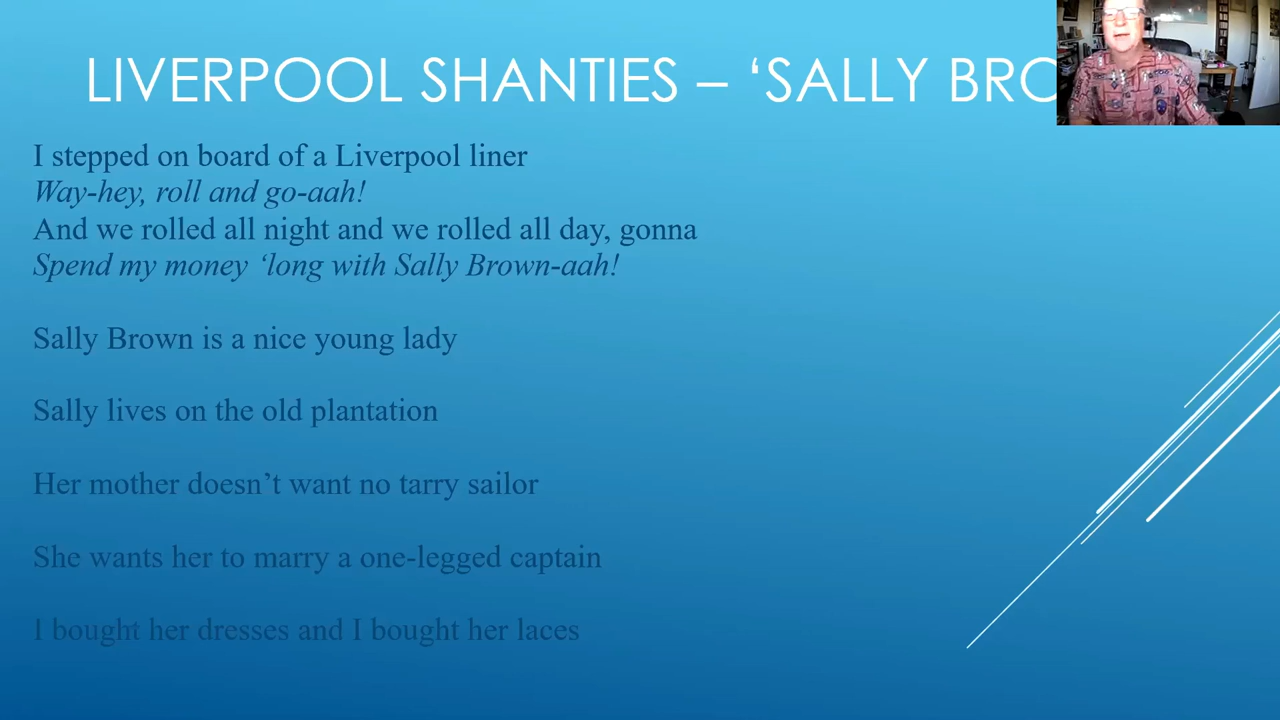 LIVERPOOL SHANTIES – ‘SALLY BRO
I stepped on board of a Liverpool liner
Way-hey, roll and go-aah!
And we rolled all night and we rolled all day, gonna
Spend my money ‘long with Sally Brown-aah!
Sally Brown is a nice young lady
Sally lives on the old plantation
Her mother doesn’t want no tarry sailor
She wants her to marry a one-legged captain
I bought her dresses and I bought her laces